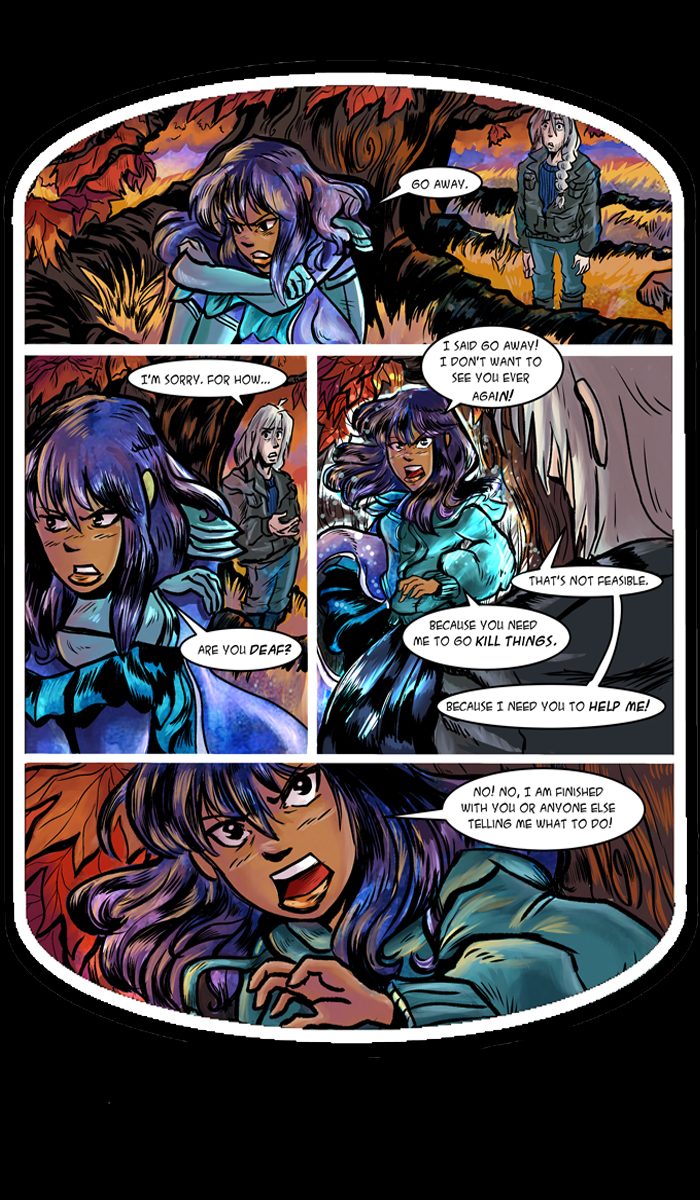 GO AWAY.
I'M SORRY. FOR HOW...
ARE YOU DEAF?
I SAID GO AWAY!
I DON'T WANT TO
SEE YOU EVER
AGAIN!
THAT'S NOT FEASIBLE.
BECAUSE YOU NEED
ME TO GO KILL THINGS.
BECAUSE I NEED YOU TO HELP ME!
NO! NO, I AM FINISHED
WITH YOU OR ANYONE ELSE
TELLING ME WHAT TO DO!